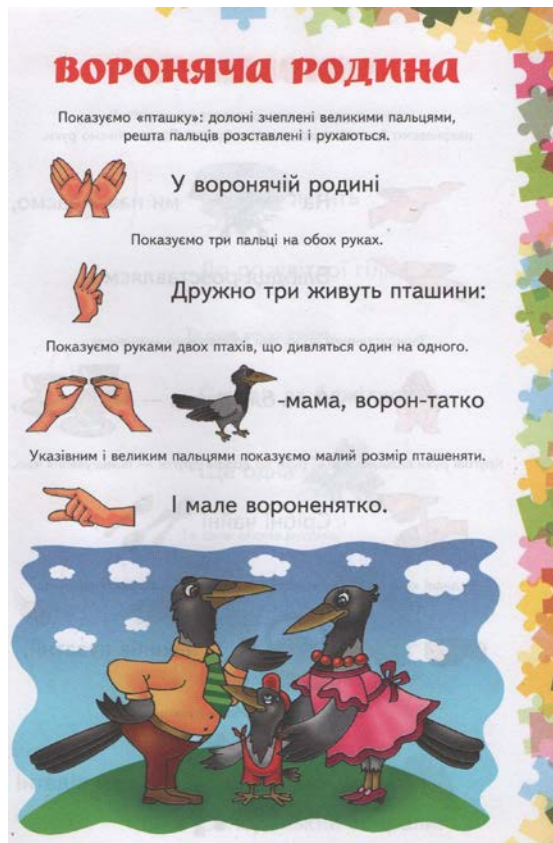 ВОРОНЯЧА РОДИНА
Показуємо «пташку»: долоні зчеплені великими пальцями,
решта пальців розставлені і рухаються.
У воронячій родині
Показуємо три пальці на обох руках.
Дружно три живуть пташини:
Показуємо руками двох птахів, що дивляться один на одного.
-мама, ворон-татко
Указівним і великим пальцями показуємо малий розмір пташеняти.
І мале вороненятко.